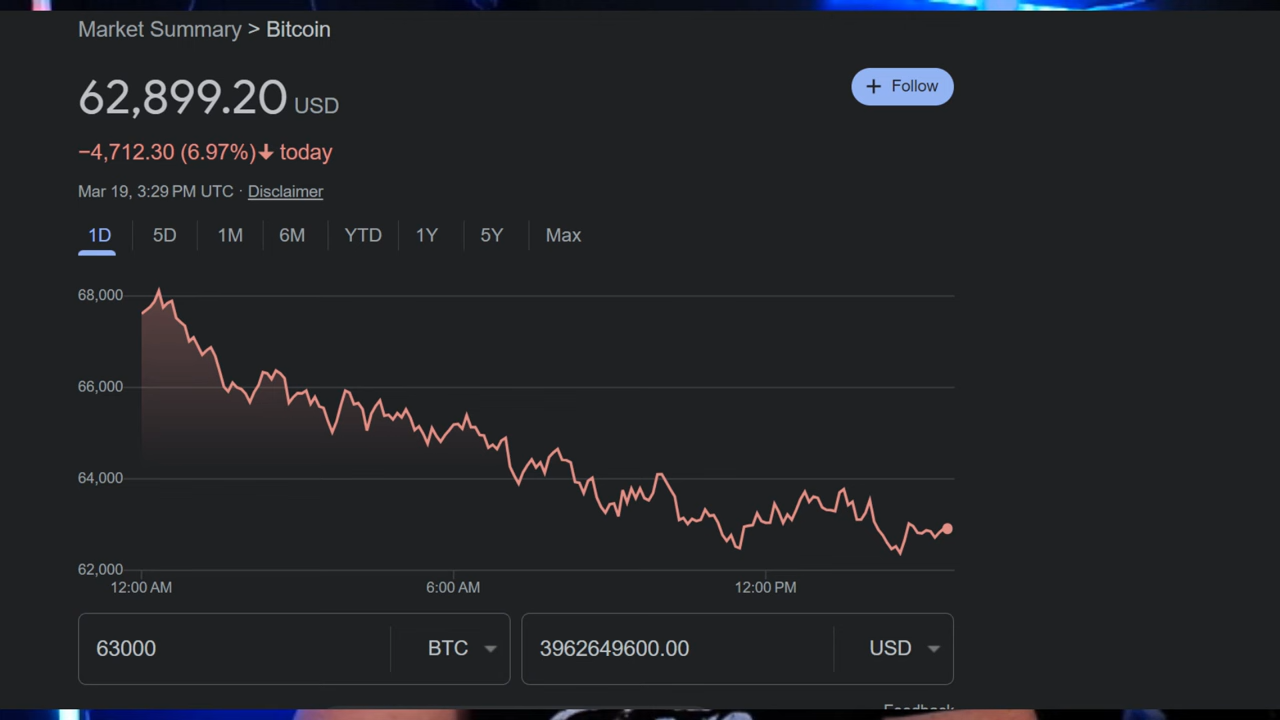 Market Summary > Bitcoin
62,899.20 USD
+ Follow
−4,712.30 (6.97%)↓ today
Mar 19, 3:29 PM UTC · Disclaimer
1D 5D 1M 6M YTD 1Y 5Y Max
68,000
66,000
64,000
62,000
12:00 AM 6:00 AM 12:00 PM
63000 BTC 3962649600.00 USD
Feedback